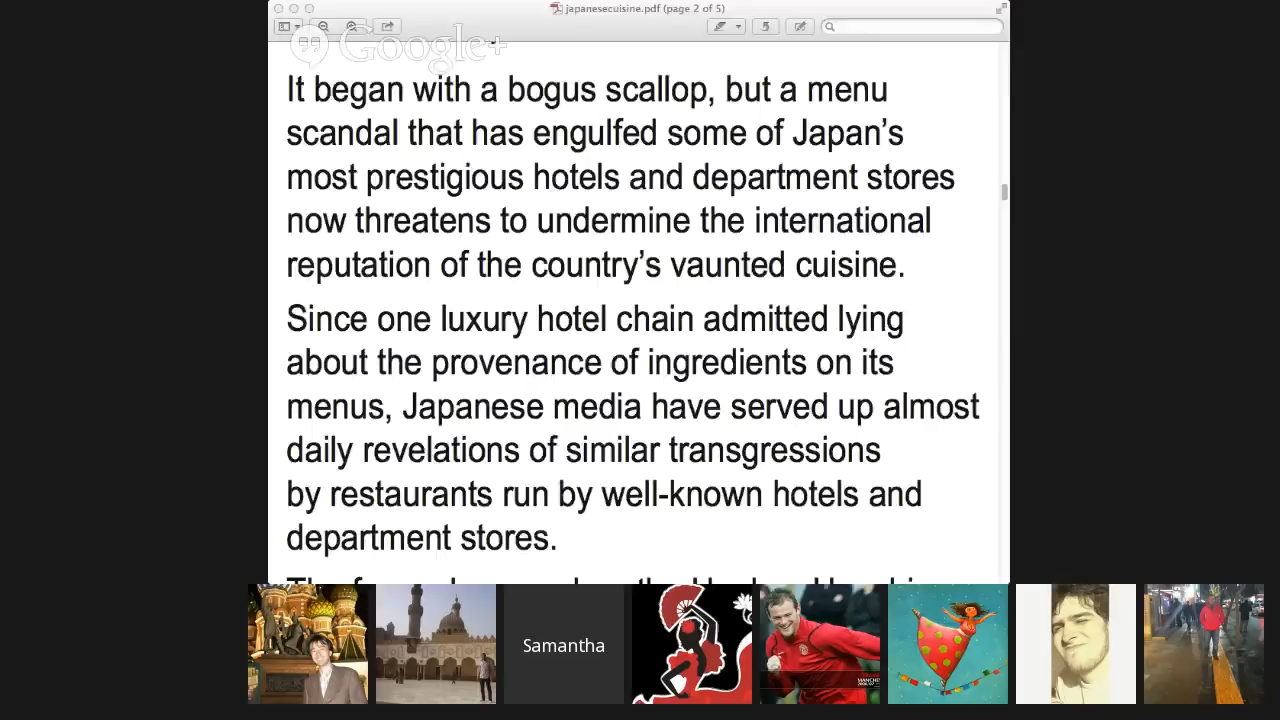 japanesecuisine.pdf (page 2 of 5)
Google+
It began with a bogus scallop, but a menu
scandal that has engulfed some of Japan’s
most prestigious hotels and department stores
now threatens to undermine the international
reputation of the country’s vaunted cuisine.
Since one luxury hotel chain admitted lying
about the provenance of ingredients on its
menus, Japanese media have served up almost
daily revelations of similar transgressions
by restaurants run by well-known hotels and
department stores.
Samantha